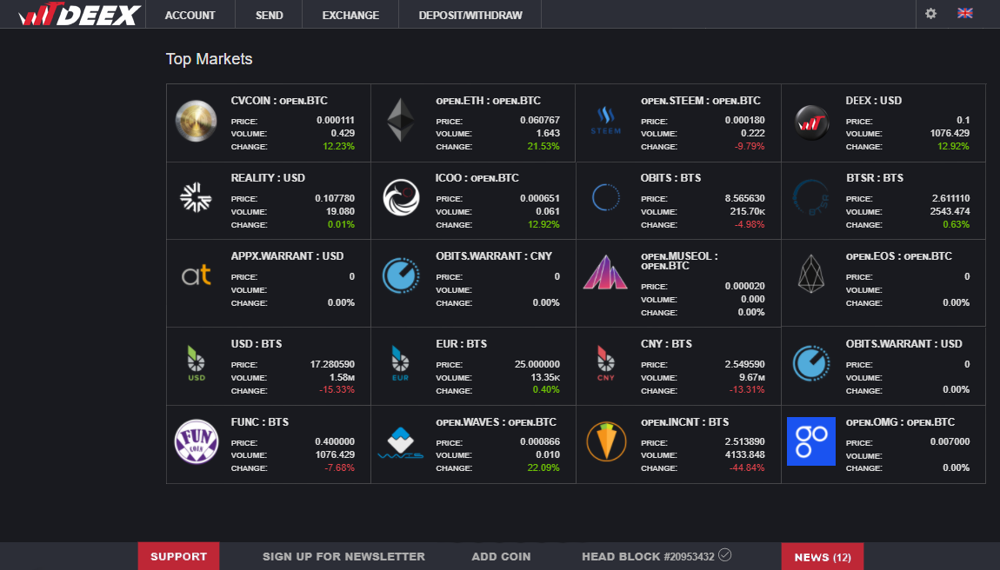 DEEX
ACCOUNT
SEND
EXCHANGE
DEPOSIT/WITHDRAW
Top Markets
CVCOIN : OPEN.BTC
PRICE: 0.000111
VOLUME: 0.429
CHANGE: 12.23%
OPEN.ETH : OPEN.BTC
PRICE: 0.060767
VOLUME: 1.643
CHANGE: 21.53%
STEEM
OPEN.STEEM : OPEN.BTC
PRICE: 0.000180
VOLUME: 0.222
CHANGE: -9.79%
DEEX : USD
PRICE: 0.1
VOLUME: 1076.429
CHANGE: 12.92%
REALITY : USD
PRICE: 0.107780
VOLUME: 19.080
CHANGE: 0.01%
ICOO : OPEN.BTC
PRICE: 0.000651
VOLUME: 0.061
CHANGE: 12.92%
OBITS : BTS
PRICE: 8.565630
VOLUME: 215.70K
CHANGE: -4.98%
BTSR
BTSR : BTS
PRICE: 2.611110
VOLUME: 2543.474
CHANGE: 0.63%
at
APPX.WARRANT : USD
PRICE: 0
VOLUME:
CHANGE: 0.00%
OBITS.WARRANT : CNY
PRICE: 0
VOLUME:
CHANGE: 0.00%
OPEN.MUSEOL :
OPEN.BTC
PRICE: 0.000020
VOLUME: 0.000
CHANGE: 0.00%
OPEN.EOS : OPEN.BTC
PRICE: 0
VOLUME:
CHANGE: 0.00%
USD
USD : BTS
PRICE: 17.280590
VOLUME: 1.58M
CHANGE: -15.33%
EUR
EUR : BTS
PRICE: 25.000000
VOLUME: 13.35K
CHANGE: 0.40%
CNY
CNY : BTS
PRICE: 2.549590
VOLUME: 9.67M
CHANGE: -13.31%
OBITS.WARRANT : USD
PRICE: 0
VOLUME:
CHANGE: 0.00%
FUN
COIN
FUNC : BTS
PRICE: 0.400000
VOLUME: 1076.429
CHANGE: -7.68%
OPEN.WAVES : OPEN.BTC
PRICE: 0.000866
VOLUME: 0.010
CHANGE: 22.09%
OPEN.INCNT : BTS
PRICE: 2.513890
VOLUME: 4133.848
CHANGE: -44.84%
go
OPEN.OMG : OPEN.BTC
PRICE: 0.007000
VOLUME:
CHANGE: 0.00%
SUPPORT
SIGN UP FOR NEWSLETTER
ADD COIN
HEAD BLOCK #20953432
NEWS (12)